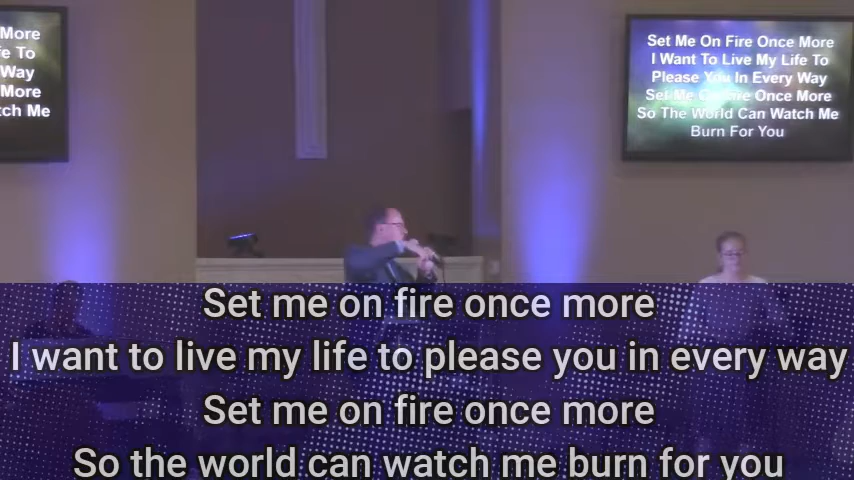 More
fe To
Way
More
tch Me
Set Me On Fire Once More
I Want To Live My Life To
Please You In Every Way
Set Me On Fire Once More
So The World Can Watch Me
Burn For You
Set me on fire once more
I want to live my life to please you in every way
Set me on fire once more
So the world can watch me burn for you